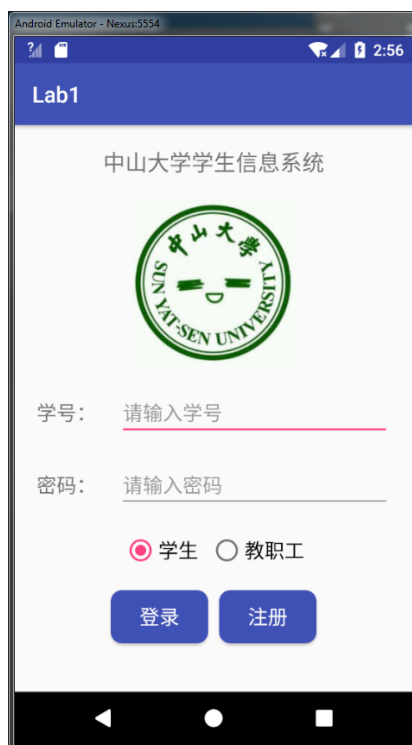 Android Emulator - Nexus:5554
2:56
Lab1
中山大学学生信息系统
中山大學
SUN YAT-SEN UNIVERSITY
学号：
请输入学号
密码：
请输入密码
学生 教职工
登录 注册